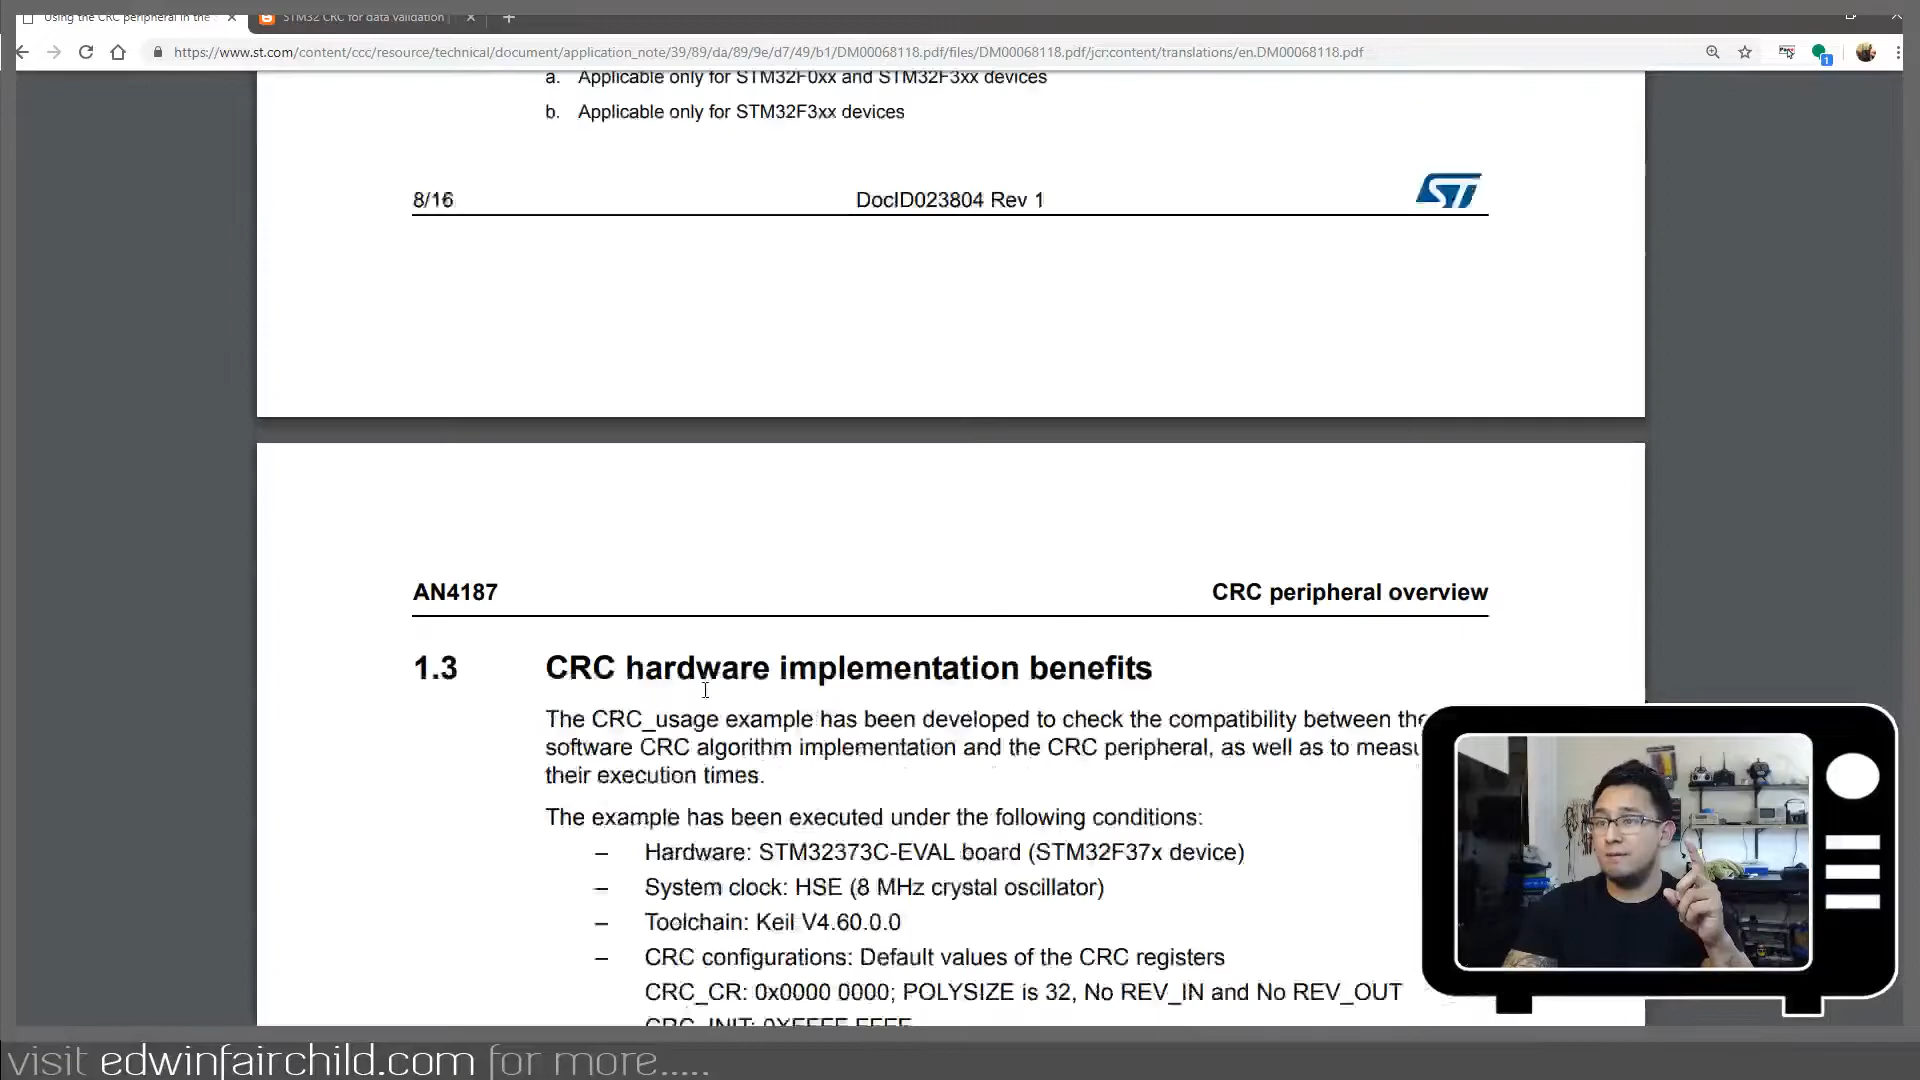 Using the CRC peripheral in the
STM32 CRC for data validation
https://www.st.com/content/ccc/resource/technical/document/application_note/39/89/da/89/9e/d7/49/b1/DM00068118.pdf/files/DM00068118.pdf/jcr:content/translations/en.DM00068118.pdf
1
a. Applicable only for STM32F0xx and STM32F3xx devices
b. Applicable only for STM32F3xx devices
8/16 DocID023804 Rev 1 ST
AN4187 CRC peripheral overview
1.3 CRC hardware implementation benefits
The CRC_usage example has been developed to check the compatibility between the
software CRC algorithm implementation and the CRC peripheral, as well as to measu
their execution times.
The example has been executed under the following conditions:
– Hardware: STM32373C-EVAL board (STM32F37x device)
– System clock: HSE (8 MHz crystal oscillator)
– Toolchain: Keil V4.60.0.0
– CRC configurations: Default values of the CRC registers
CRC_CR: 0x0000 0000; POLYSIZE is 32, No REV_IN and No REV_OUT
CRC_INIT: 0XFFFF FFFF
visit edwinfairchild.com for more.....